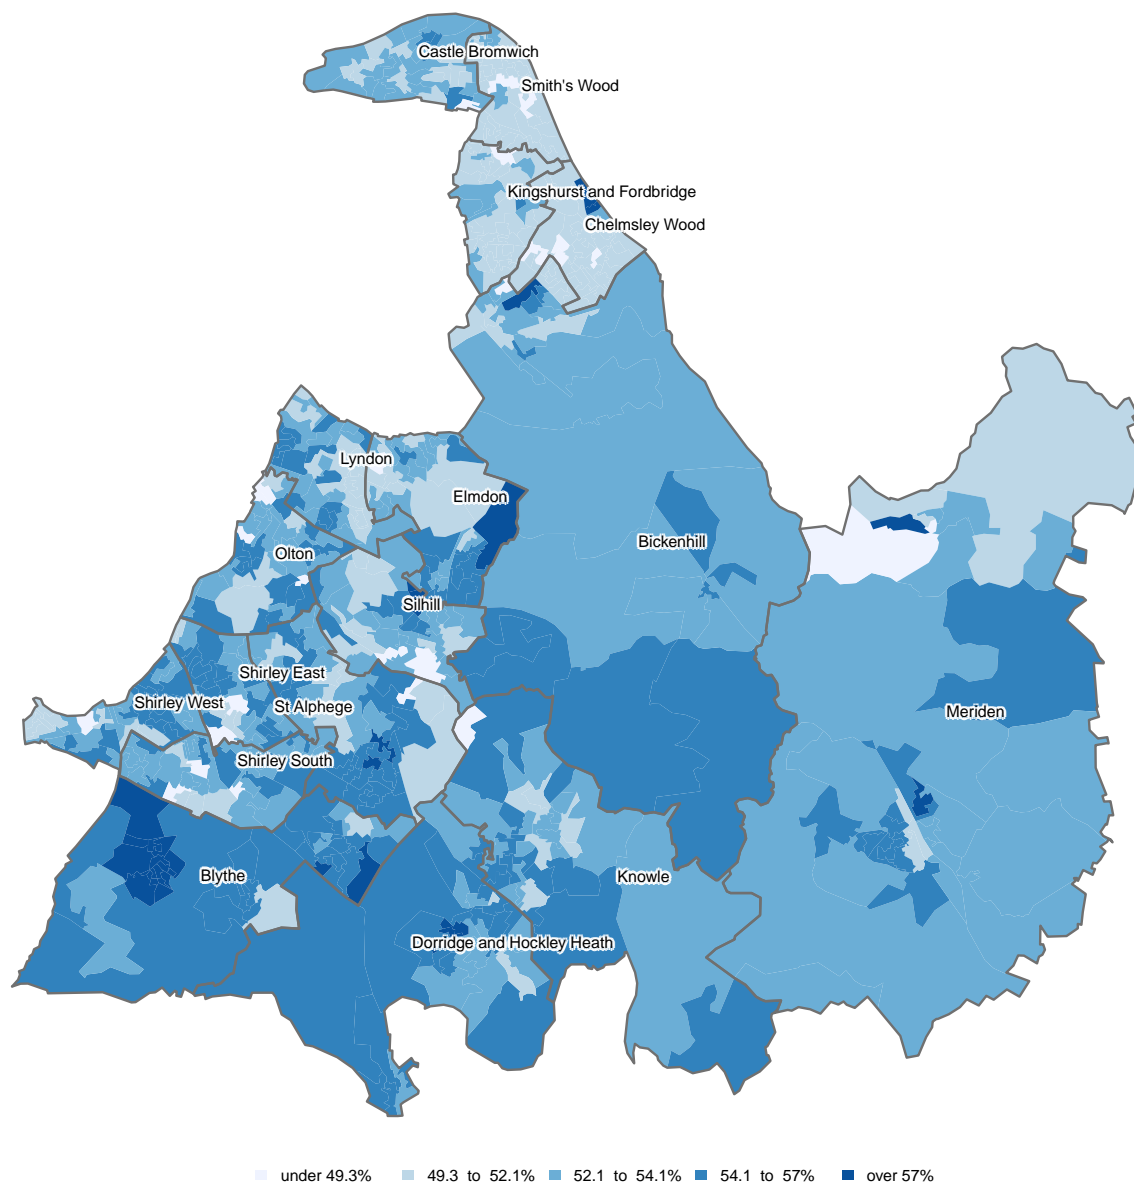 Castle Bromwich
Smith's Wood
Kingshurst and Fordbridge
Chelmsley Wood
Lyndon
Elmdon
Bickenhill
Olton
Silhill
Shirley East
Shirley West
St Alphege
Meriden
Shirley South
Blythe
Knowle
Dorridge and Hockley Heath
under 49.3% 49.3 to 52.1% 52.1 to 54.1% 54.1 to 57% over 57%